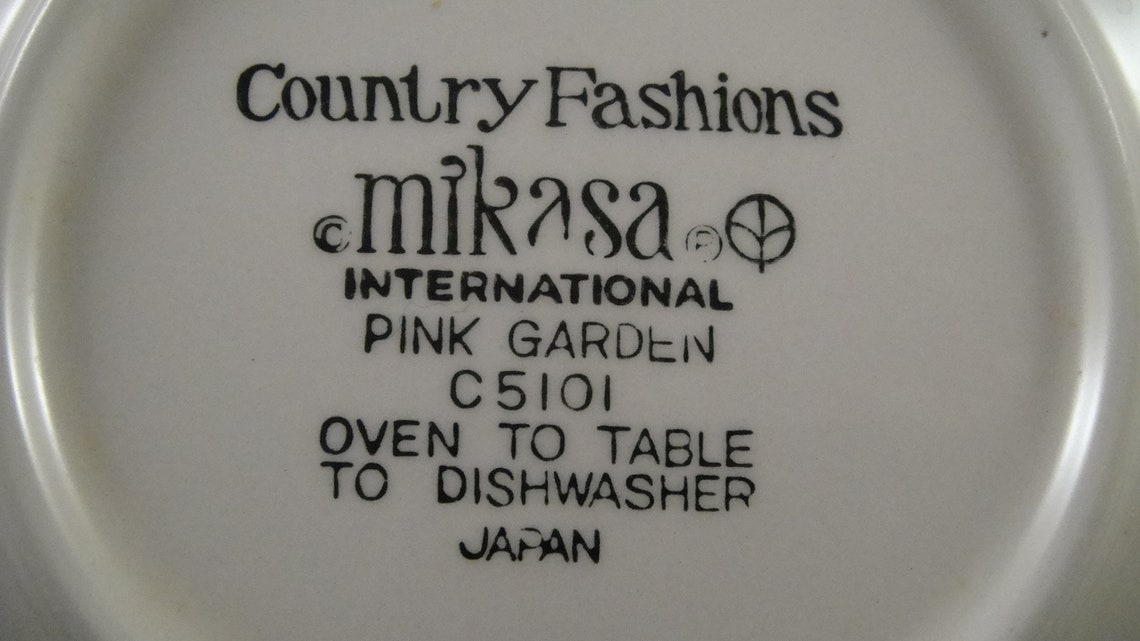 Country Fashions
© mikasa ®
INTERNATIONAL
PINK GARDEN
C5101
OVEN TO TABLE
TO DISHWASHER
JAPAN